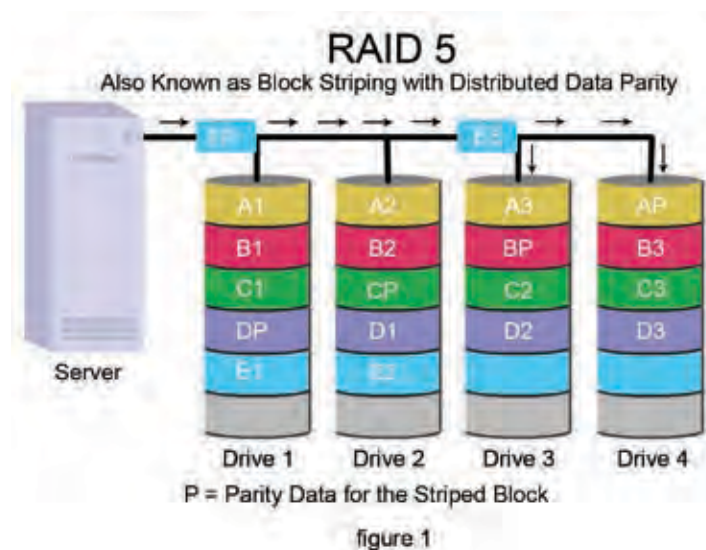 RAID 5
Also Known as Block Striping with Distributed Data Parity
A1 A2 A3 AP
B1 B2 BP B3
C1 CP C2 C3
DP D1 D2 D3
E1 E2
Server
Drive 1 Drive 2 Drive 3 Drive 4
P = Parity Data for the Striped Block
figure 1